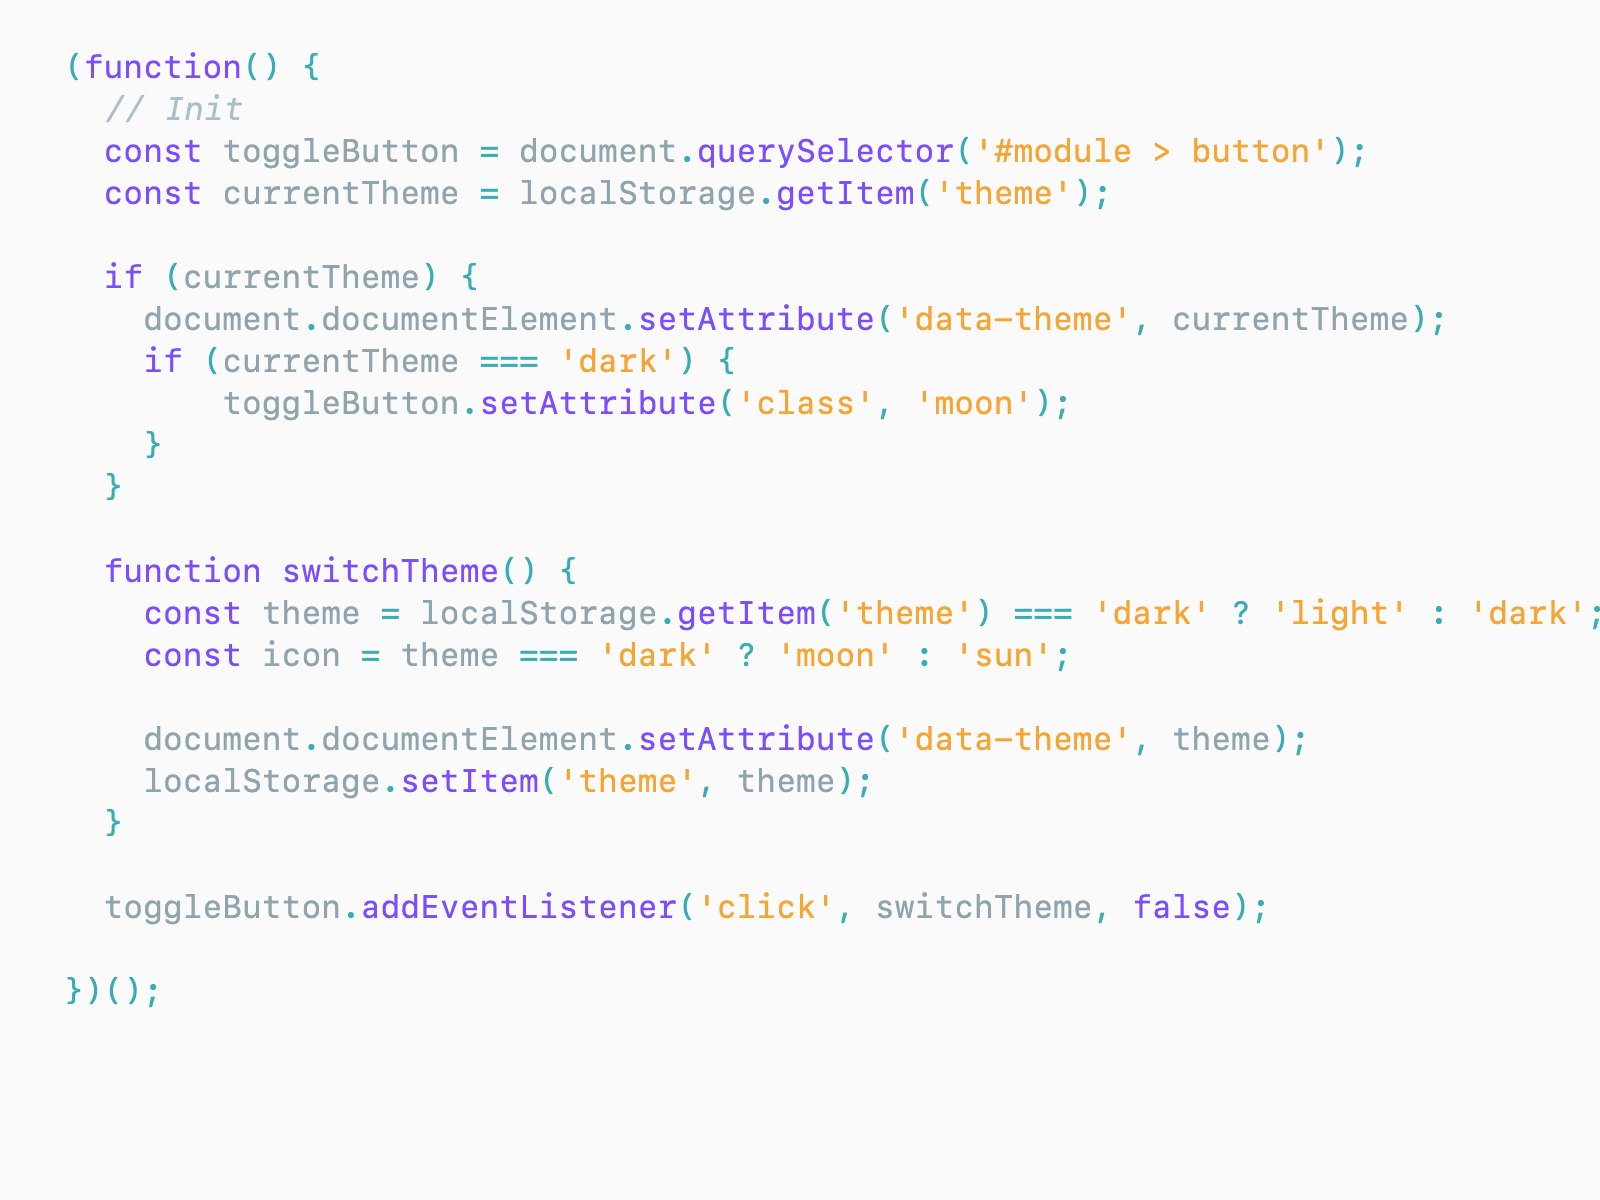 (function() {
  // Init
  const toggleButton = document.querySelector('#module > button');
  const currentTheme = localStorage.getItem('theme');

  if (currentTheme) {
    document.documentElement.setAttribute('data-theme', currentTheme);
    if (currentTheme === 'dark') {
        toggleButton.setAttribute('class', 'moon');
    }
  }

  function switchTheme() {
    const theme = localStorage.getItem('theme') === 'dark' ? 'light' : 'dark';
    const icon = theme === 'dark' ? 'moon' : 'sun';

    document.documentElement.setAttribute('data-theme', theme);
    localStorage.setItem('theme', theme);
  }

  toggleButton.addEventListener('click', switchTheme, false);

})();